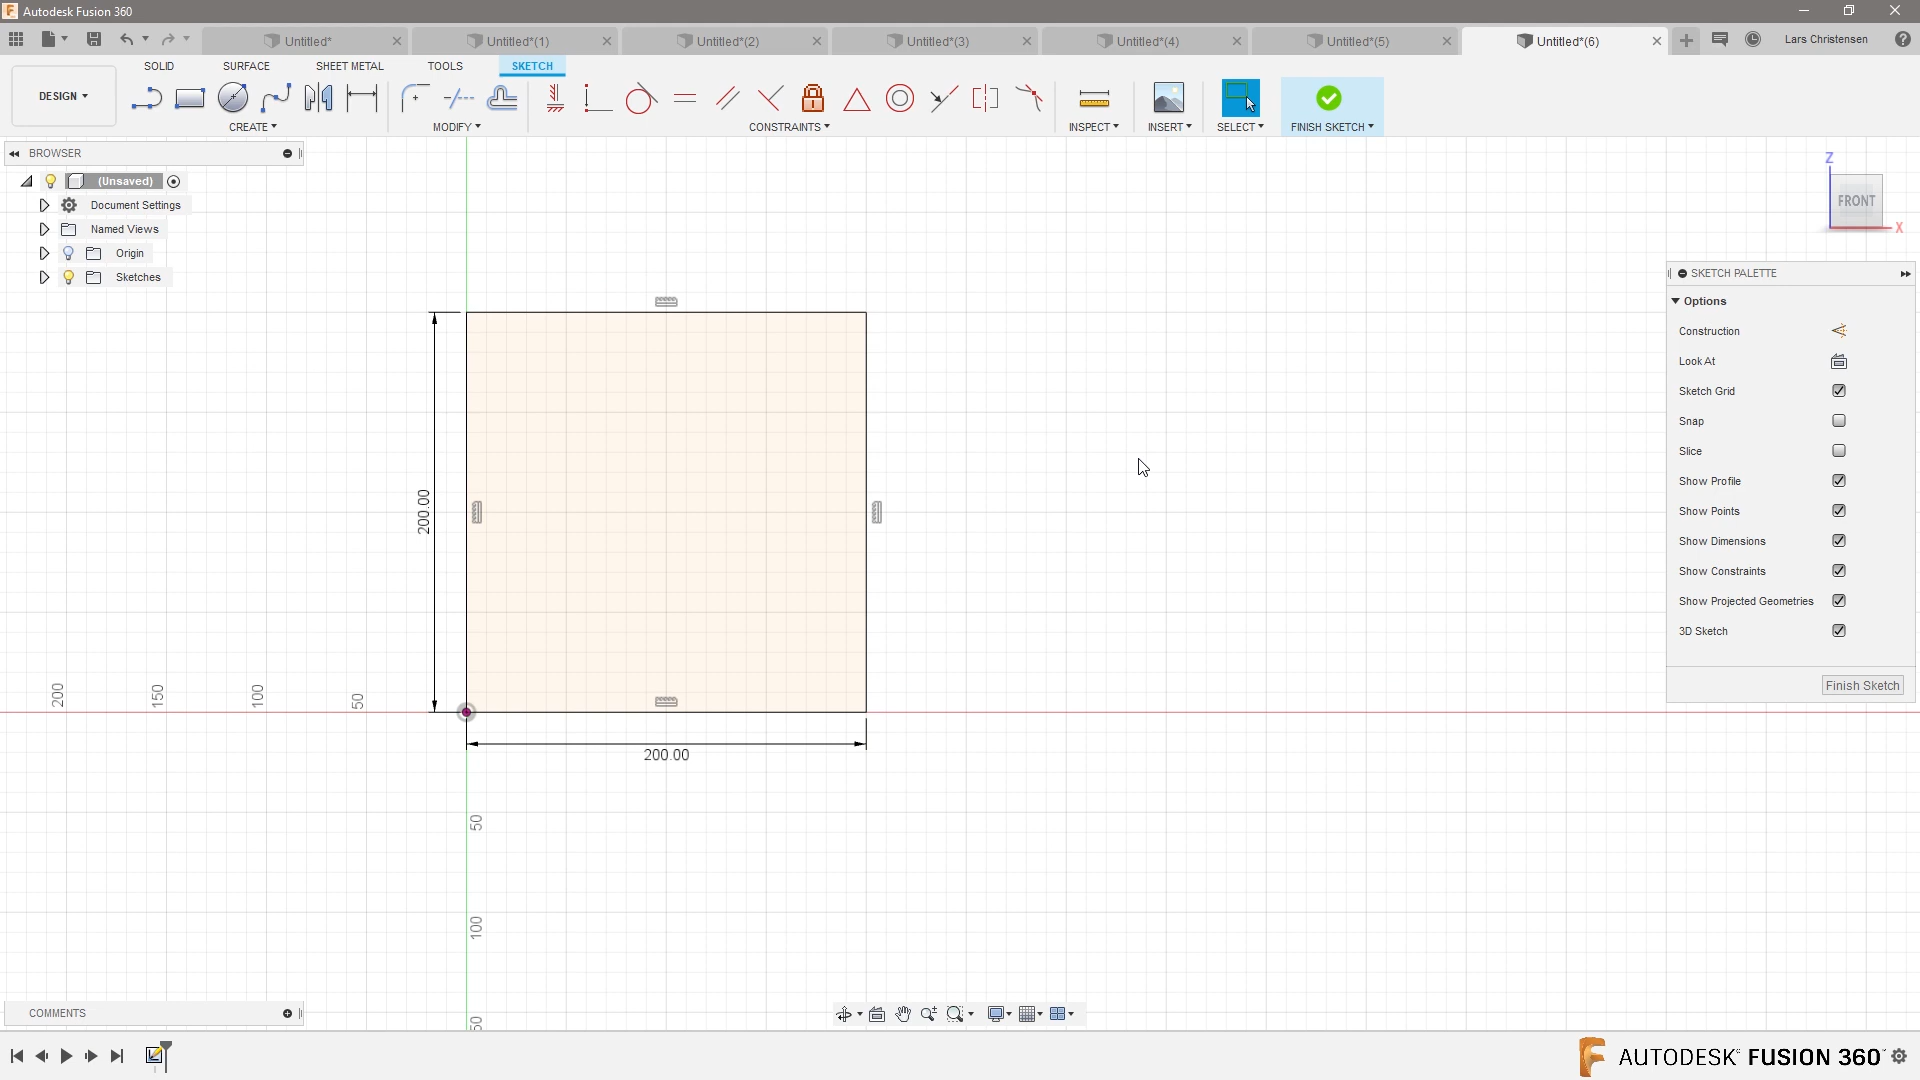 Autodesk Fusion 360
Untitled*
Untitled*(1)
Untitled*(2)
Untitled*(3)
Untitled*(4)
Untitled*(5)
Untitled*(6)
Lars Christensen
SOLID
SURFACE
SHEET METAL
TOOLS
SKETCH
DESIGN
CREATE
MODIFY
CONSTRAINTS
INSPECT
INSERT
SELECT
FINISH SKETCH
BROWSER
(Unsaved)
Document Settings
Named Views
Origin
Sketches
Z
FRONT
X
SKETCH PALETTE
Options
Construction
Look At
Sketch Grid
Snap
Slice
Show Profile
Show Points
Show Dimensions
Show Constraints
Show Projected Geometries
3D Sketch
Finish Sketch
200.00
200
150
100
50
200.00
50
100
COMMENTS
AUTODESK FUSION 360